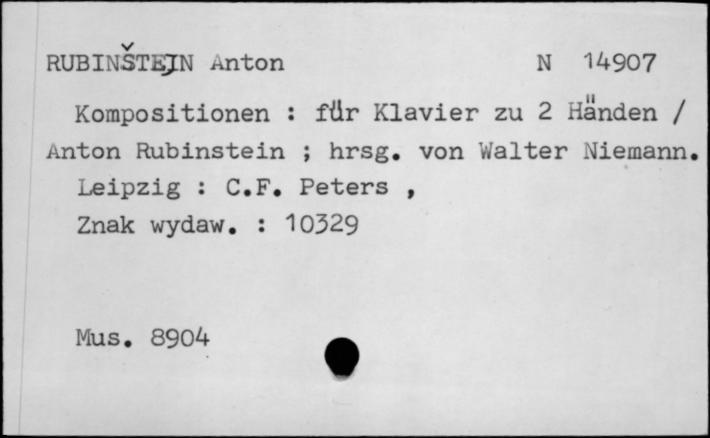 RUBINŠTEJN Anton N 14907
Kompositionen : für Klavier zu 2 Händen /
Anton Rubinstein ; hrsg. von Walter Niemann.
Leipzig : C.F. Peters ,
Znak wydaw. : 10329
Mus. 8904